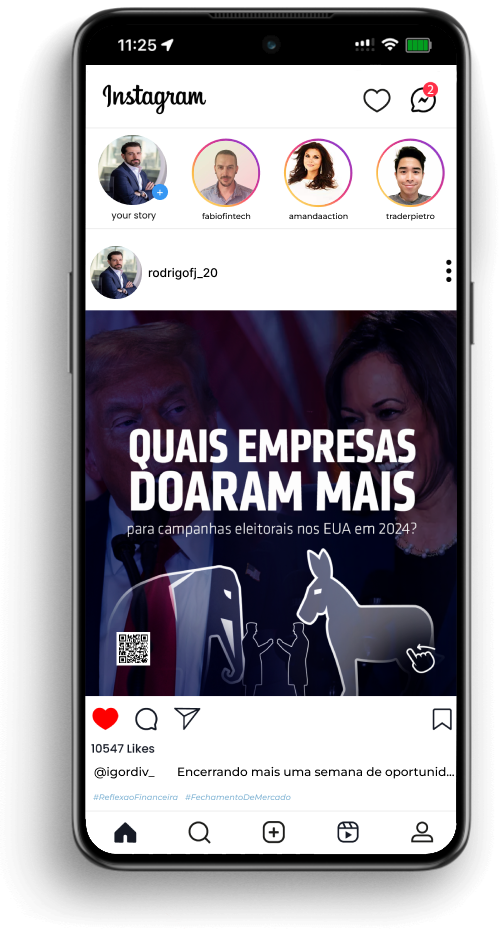 11:25
Instagram
2
your story
fabiofintech
amandaaction
traderpietro
rodrigofj_20
QUAIS EMPRESAS
DOARAM MAIS
para campanhas eleitorais nos EUA em 2024?
10547 Likes
@igordiv_ Encerrando mais uma semana de oportunid...
#ReflexaoFinanceira #FechamentoDeMercado